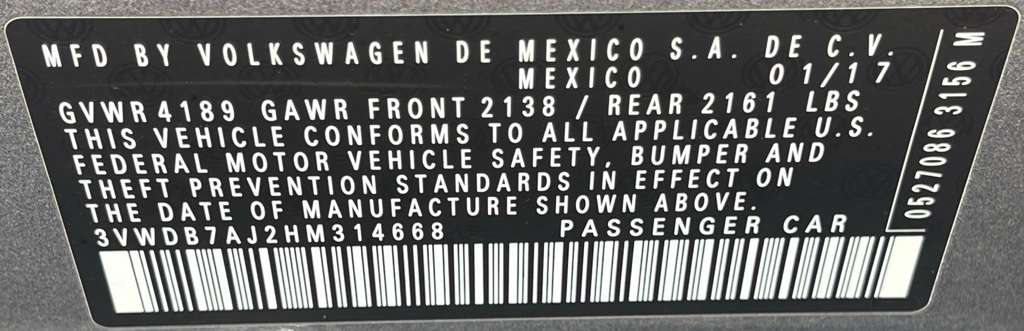 MFD BY VOLKSWAGEN DE MEXICO S.A. DE C.V.
MEXICO 01/17
GVWR 4189 GAWR FRONT 2138 / REAR 2161 LBS
THIS VEHICLE CONFORMS TO ALL APPLICABLE U.S.
FEDERAL MOTOR VEHICLE SAFETY, BUMPER AND
THEFT PREVENTION STANDARDS IN EFFECT ON
THE DATE OF MANUFACTURE SHOWN ABOVE.
3VWDB7AJ2HM314668 PASSENGER CAR
0527086 3156 M